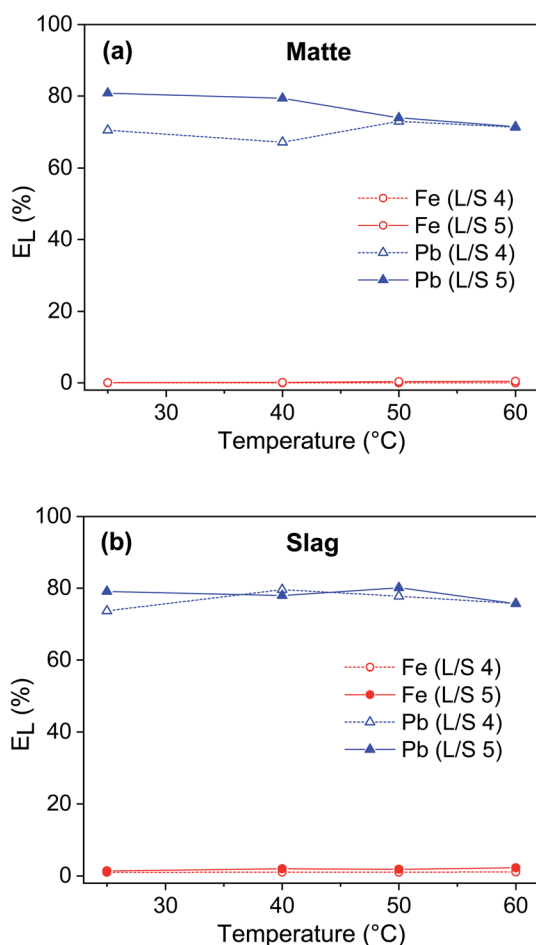 100
(a)
Matte
80
60
40
20
0
E_L (%)
Fe (L/S 4)
Fe (L/S 5)
Pb (L/S 4)
Pb (L/S 5)
30 40 50 60
Temperature (°C)
100
(b)
Slag
80
60
40
20
0
E_L (%)
Fe (L/S 4)
Fe (L/S 5)
Pb (L/S 4)
Pb (L/S 5)
30 40 50 60
Temperature (°C)